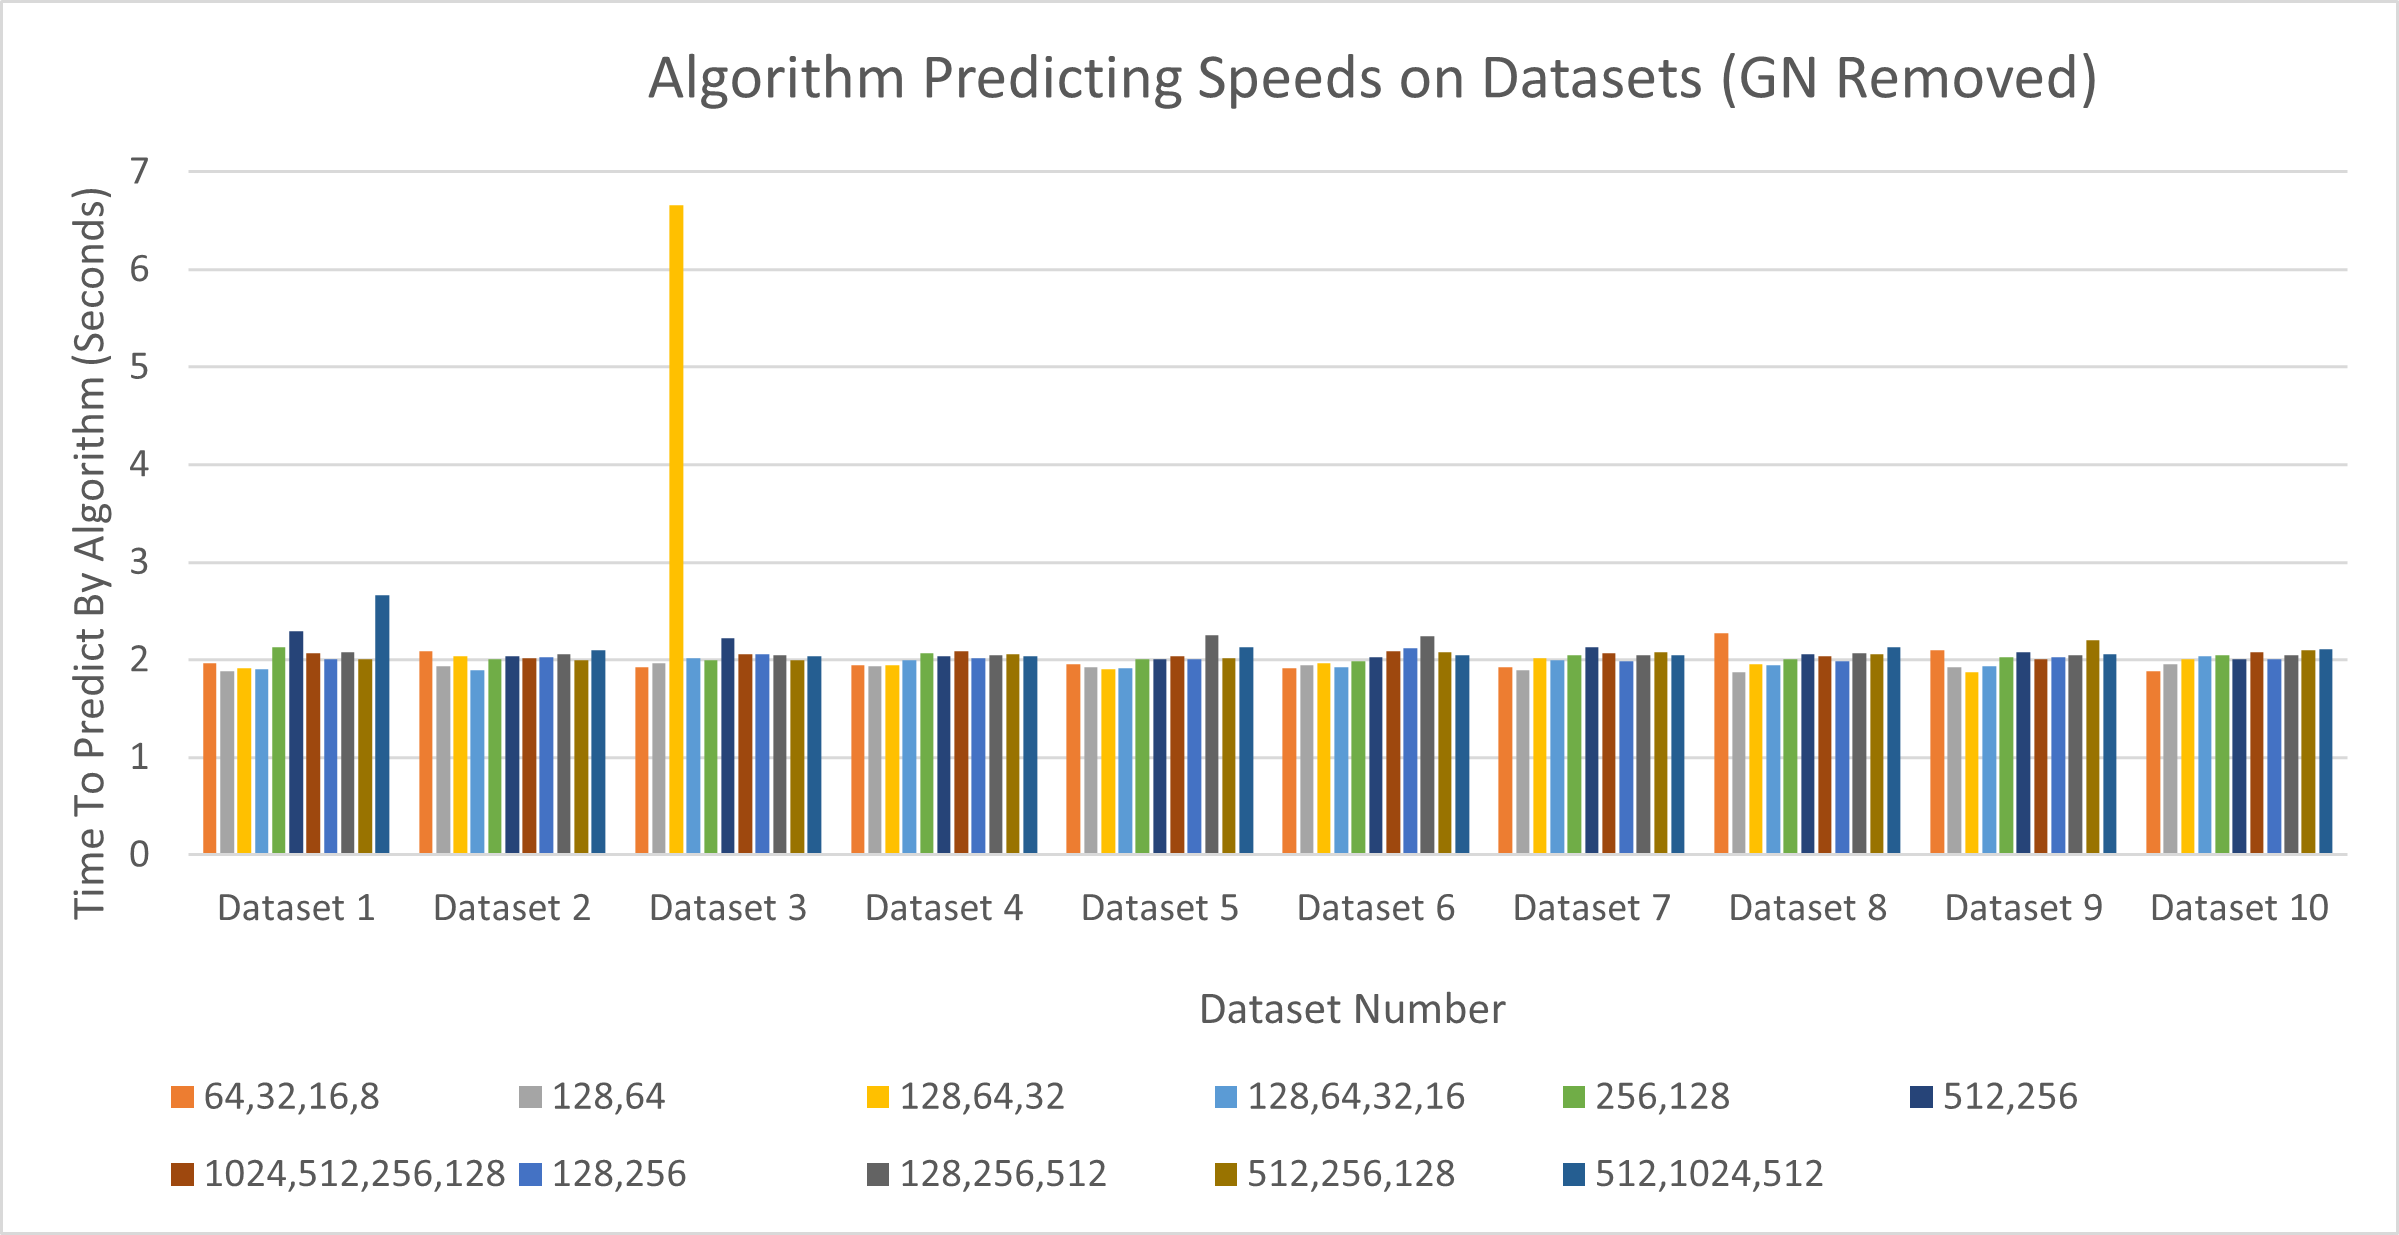 Algorithm Predicting Speeds on Datasets (GN Removed)
Time To Predict By Algorithm (Seconds)
7
6
5
4
3
2
1
0
Dataset 1 Dataset 2 Dataset 3 Dataset 4 Dataset 5 Dataset 6 Dataset 7 Dataset 8 Dataset 9 Dataset 10
Dataset Number
64,32,16,8 128,64 128,64,32 128,64,32,16 256,128 512,256
1024,512,256,128 128,256 128,256,512 512,256,128 512,1024,512